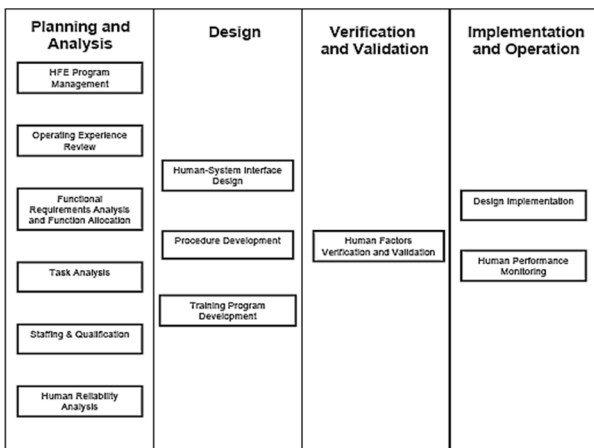 Planning and
Analysis
HFE Program
Management
Operating Experience
Review
Functional
Requirements Analysis
and Function Allocation
Task Analysis
Staffing & Qualification
Human Reliability
Analysis
Design
Human-System Interface
Design
Procedure Development
Training Program
Development
Verification
and Validation
Human Factors
Verification and Validation
Implementation
and Operation
Design Implementation
Human Performance
Monitoring